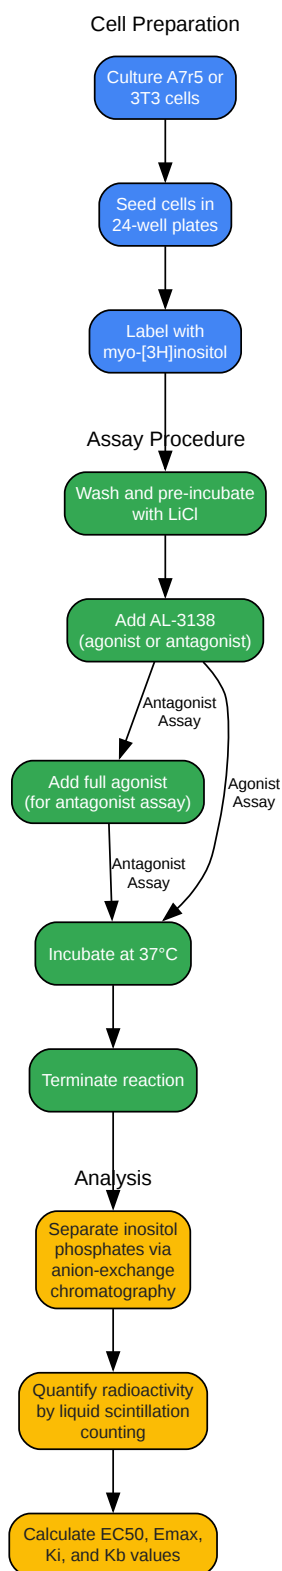 Cell Preparation
Culture A7r5 or
3T3 cells
Seed cells in
24-well plates
Label with
myo-[3H]inositol
Assay Procedure
Wash and pre-incubate
with LiCl
Add AL-3138
(agonist or antagonist)
Antagonist
Assay
Agonist
Assay
Add full agonist
(for antagonist assay)
Antagonist
Assay
Incubate at 37°C
Terminate reaction
Analysis
Separate inositol
phosphates via
anion-exchange
chromatography
Quantify radioactivity
by liquid scintillation
counting
Calculate EC50, Emax,
Ki, and Kb values